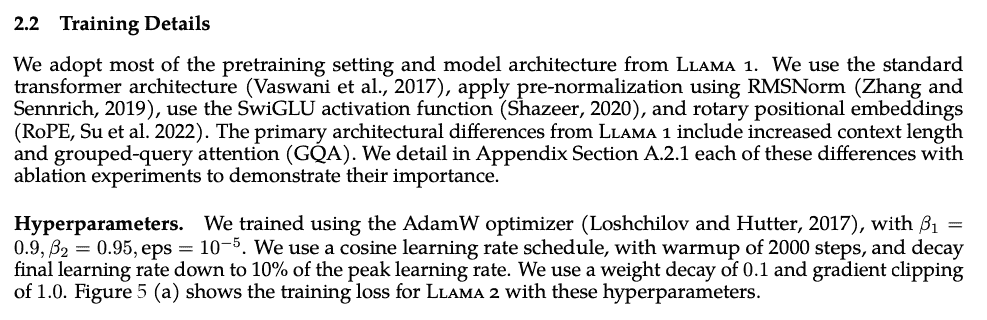 2.2 Training Details
We adopt most of the pretraining setting and model architecture from LLAMA 1. We use the standard
transformer architecture (Vaswani et al., 2017), apply pre-normalization using RMSNorm (Zhang and
Sennrich, 2019), use the SwiGLU activation function (Shazeer, 2020), and rotary positional embeddings
(RoPE, Su et al. 2022). The primary architectural differences from LLAMA 1 include increased context length
and grouped-query attention (GQA). We detail in Appendix Section A.2.1 each of these differences with
ablation experiments to demonstrate their importance.
Hyperparameters. We trained using the AdamW optimizer (Loshchilov and Hutter, 2017), with β₁ =
0.9, β₂ = 0.95, eps = 10⁻⁵. We use a cosine learning rate schedule, with warmup of 2000 steps, and decay
final learning rate down to 10% of the peak learning rate. We use a weight decay of 0.1 and gradient clipping
of 1.0. Figure 5 (a) shows the training loss for LLAMA 2 with these hyperparameters.